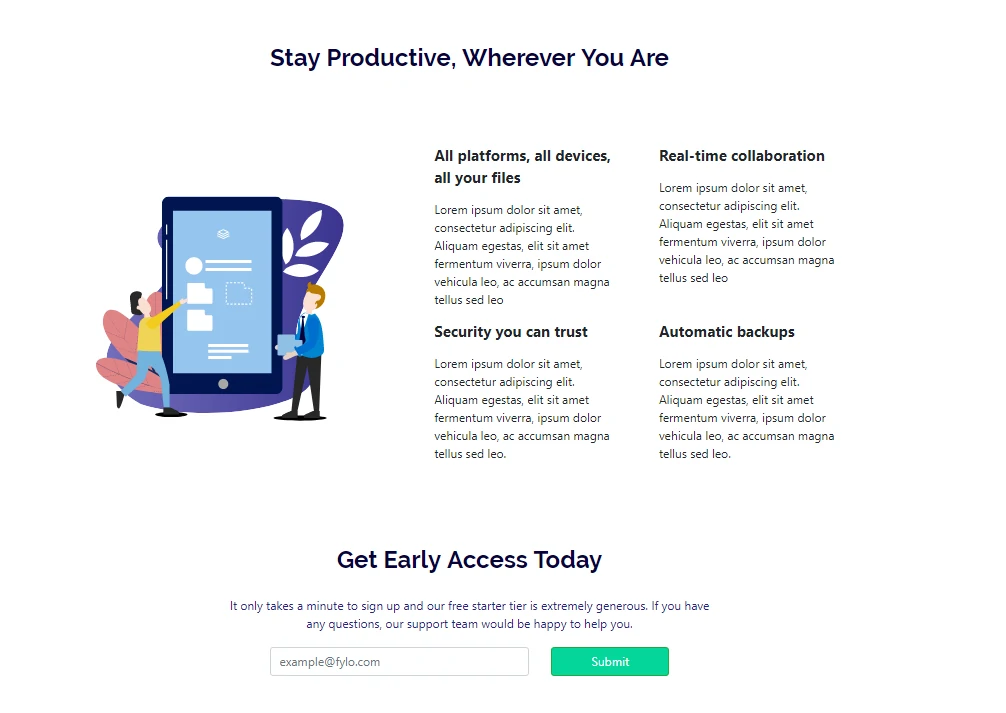 Stay Productive, Wherever You Are
All platforms, all devices,
all your files
Lorem ipsum dolor sit amet,
consectetur adipiscing elit.
Aliquam egestas, elit sit amet
fermentum viverra, ipsum dolor
vehicula leo, ac accumsan magna
tellus sed leo
Real-time collaboration
Lorem ipsum dolor sit amet,
consectetur adipiscing elit.
Aliquam egestas, elit sit amet
fermentum viverra, ipsum dolor
vehicula leo, ac accumsan magna
tellus sed leo
Security you can trust
Lorem ipsum dolor sit amet,
consectetur adipiscing elit.
Aliquam egestas, elit sit amet
fermentum viverra, ipsum dolor
vehicula leo, ac accumsan magna
tellus sed leo.
Automatic backups
Lorem ipsum dolor sit amet,
consectetur adipiscing elit.
Aliquam egestas, elit sit amet
fermentum viverra, ipsum dolor
vehicula leo, ac accumsan magna
tellus sed leo.
Get Early Access Today
It only takes a minute to sign up and our free starter tier is extremely generous. If you have
any questions, our support team would be happy to help you.
example@fylo.com
Submit